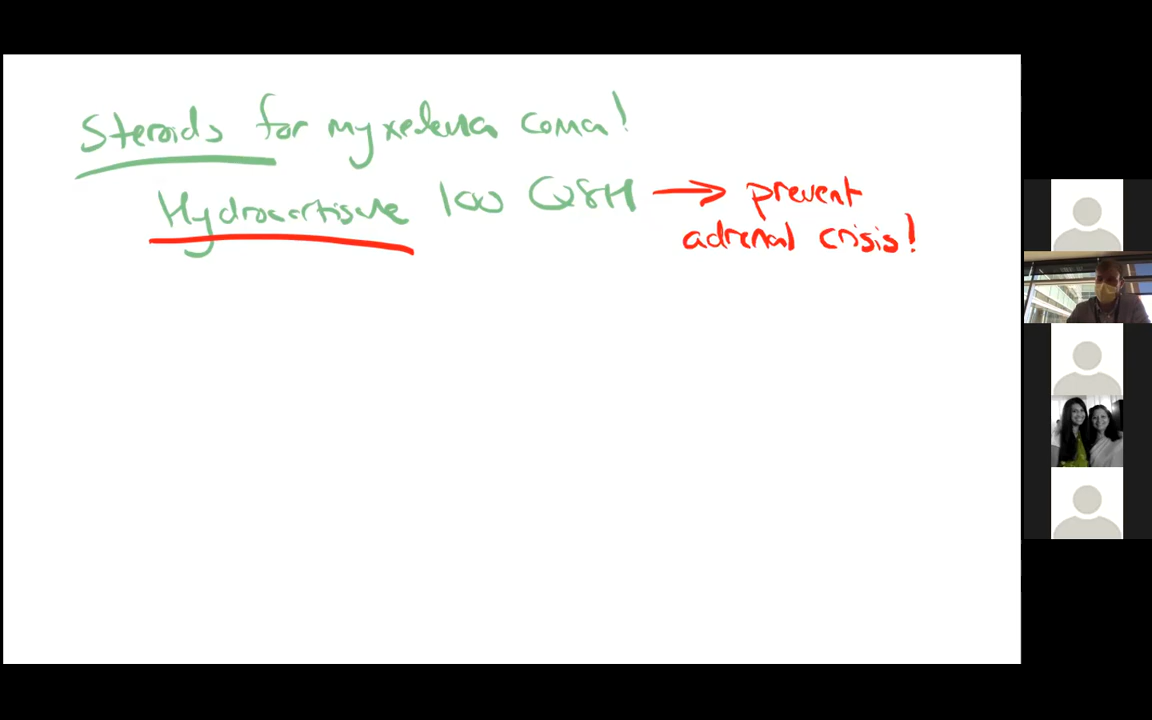 Steroids for myxedema coma!
Hydrocortisone 100 Q8H → prevent
adrenal crisis!